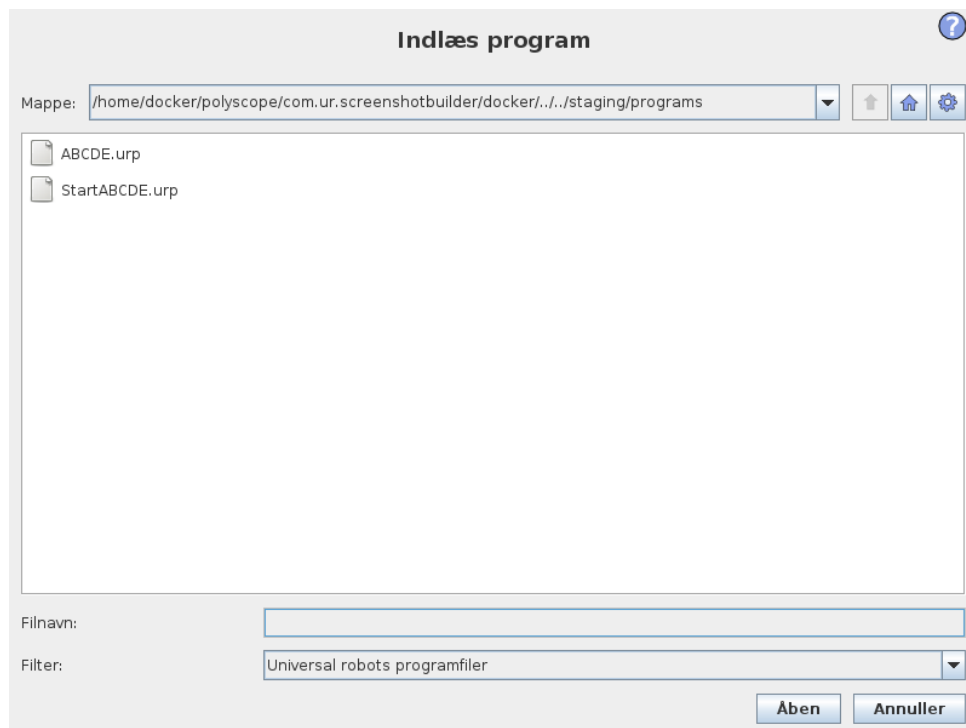 Indlæs program
?
Mappe: /home/docker/polyscope/com.ur.screenshotbuilder/docker/../../staging/programs
ABCDE.urp
StartABCDE.urp
Filnavn:
Filter: Universal robots programfiler
Åben Annuller